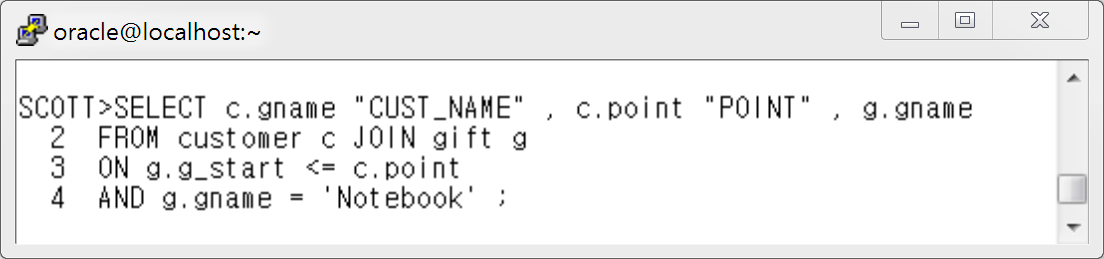 oracle@localhost:~
SCOTT>SELECT c.gname "CUST_NAME" , c.point "POINT" , g.gname
2 FROM customer c JOIN gift g
3 ON g.g_start <= c.point
4 AND g.gname = 'Notebook' ;